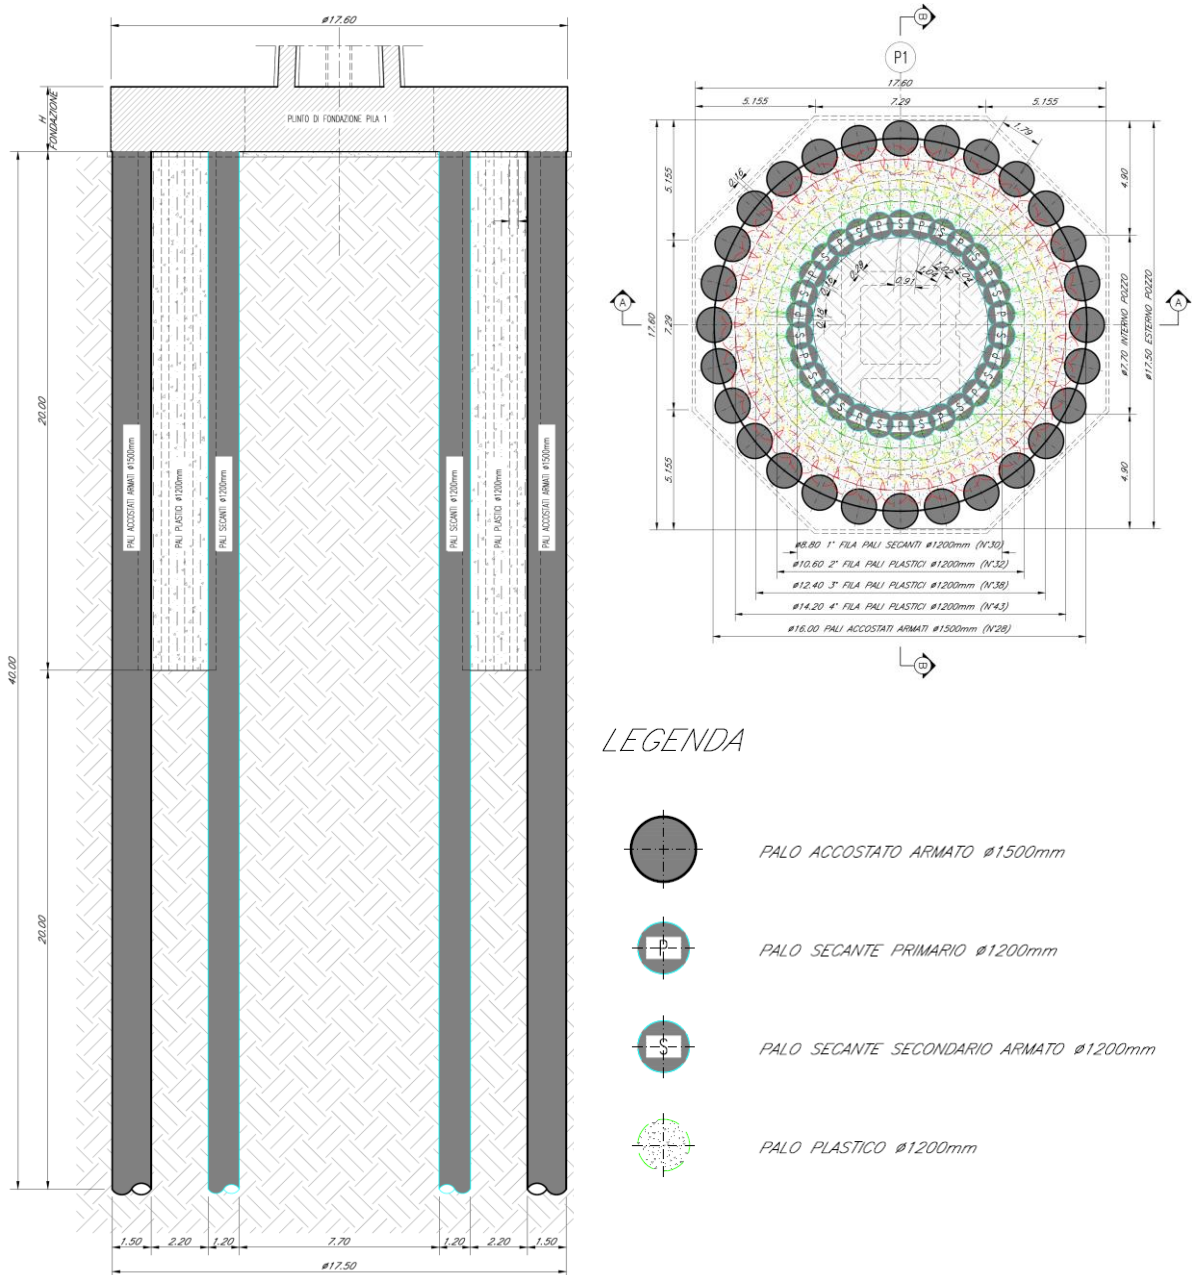 ø17.60
H
FONDAZIONE
PLINTO DI FONDAZIONE PILA 1
PALI ACCOSTATI ARMATI ø1500mm
PALI PLASTICI ø1200mm
PALI SECANTI ø1200mm
PALI SECANTI ø1200mm
PALI PLASTICI ø1200mm
PALI ACCOSTATI ARMATI ø1500mm
20.00
40.00
20.00
1.50
2.20
1.20
7.70
1.20
2.20
1.50
ø17.50
B
P1
17.60
5.155
7.29
5.155
1.79
0.16
5.155
4.90
17.60
7.29
5.155
ø7.70 INTERNO POZZO
ø17.50 ESTERNO POZZO
4.90
A
A
0.91
0.18
ø8.80 1° FILA PALI SECANTI ø1200mm (N°30)
ø10.60 2° FILA PALI PLASTICI ø1200mm (N°32)
ø12.40 3° FILA PALI PLASTICI ø1200mm (N°38)
ø14.20 4° FILA PALI PLASTICI ø1200mm (N°43)
ø16.00 PALI ACCOSTATI ARMATI ø1500mm (N°28)
B
LEGENDA
PALO ACCOSTATO ARMATO ø1500mm
P
PALO SECANTE PRIMARIO ø1200mm
S
PALO SECANTE SECONDARIO ARMATO ø1200mm
PALO PLASTICO ø1200mm